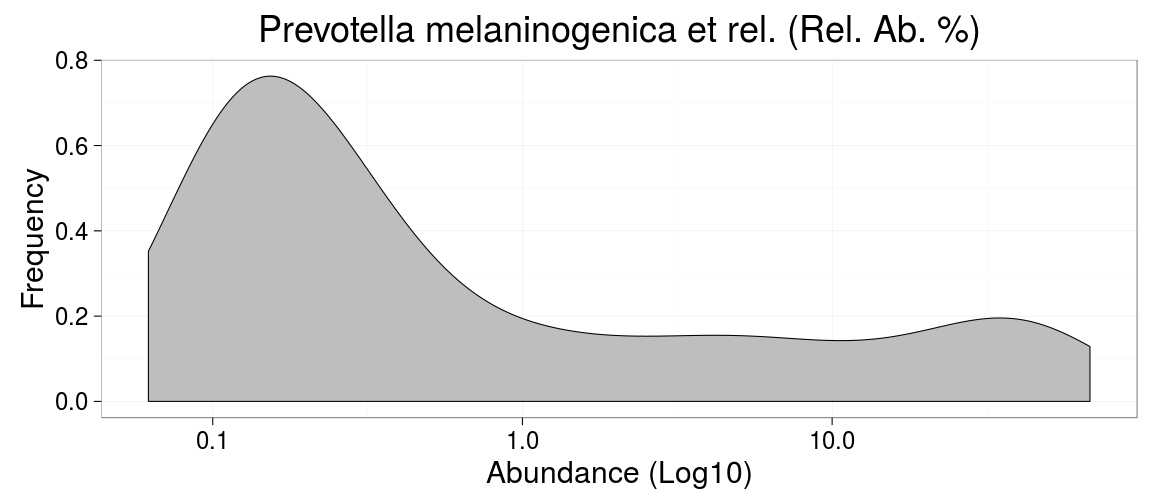 Prevotella melaninogenica et rel. (Rel. Ab. %)
Frequency
0.8
0.6
0.4
0.2
0.0
0.1 1.0 10.0
Abundance (Log10)